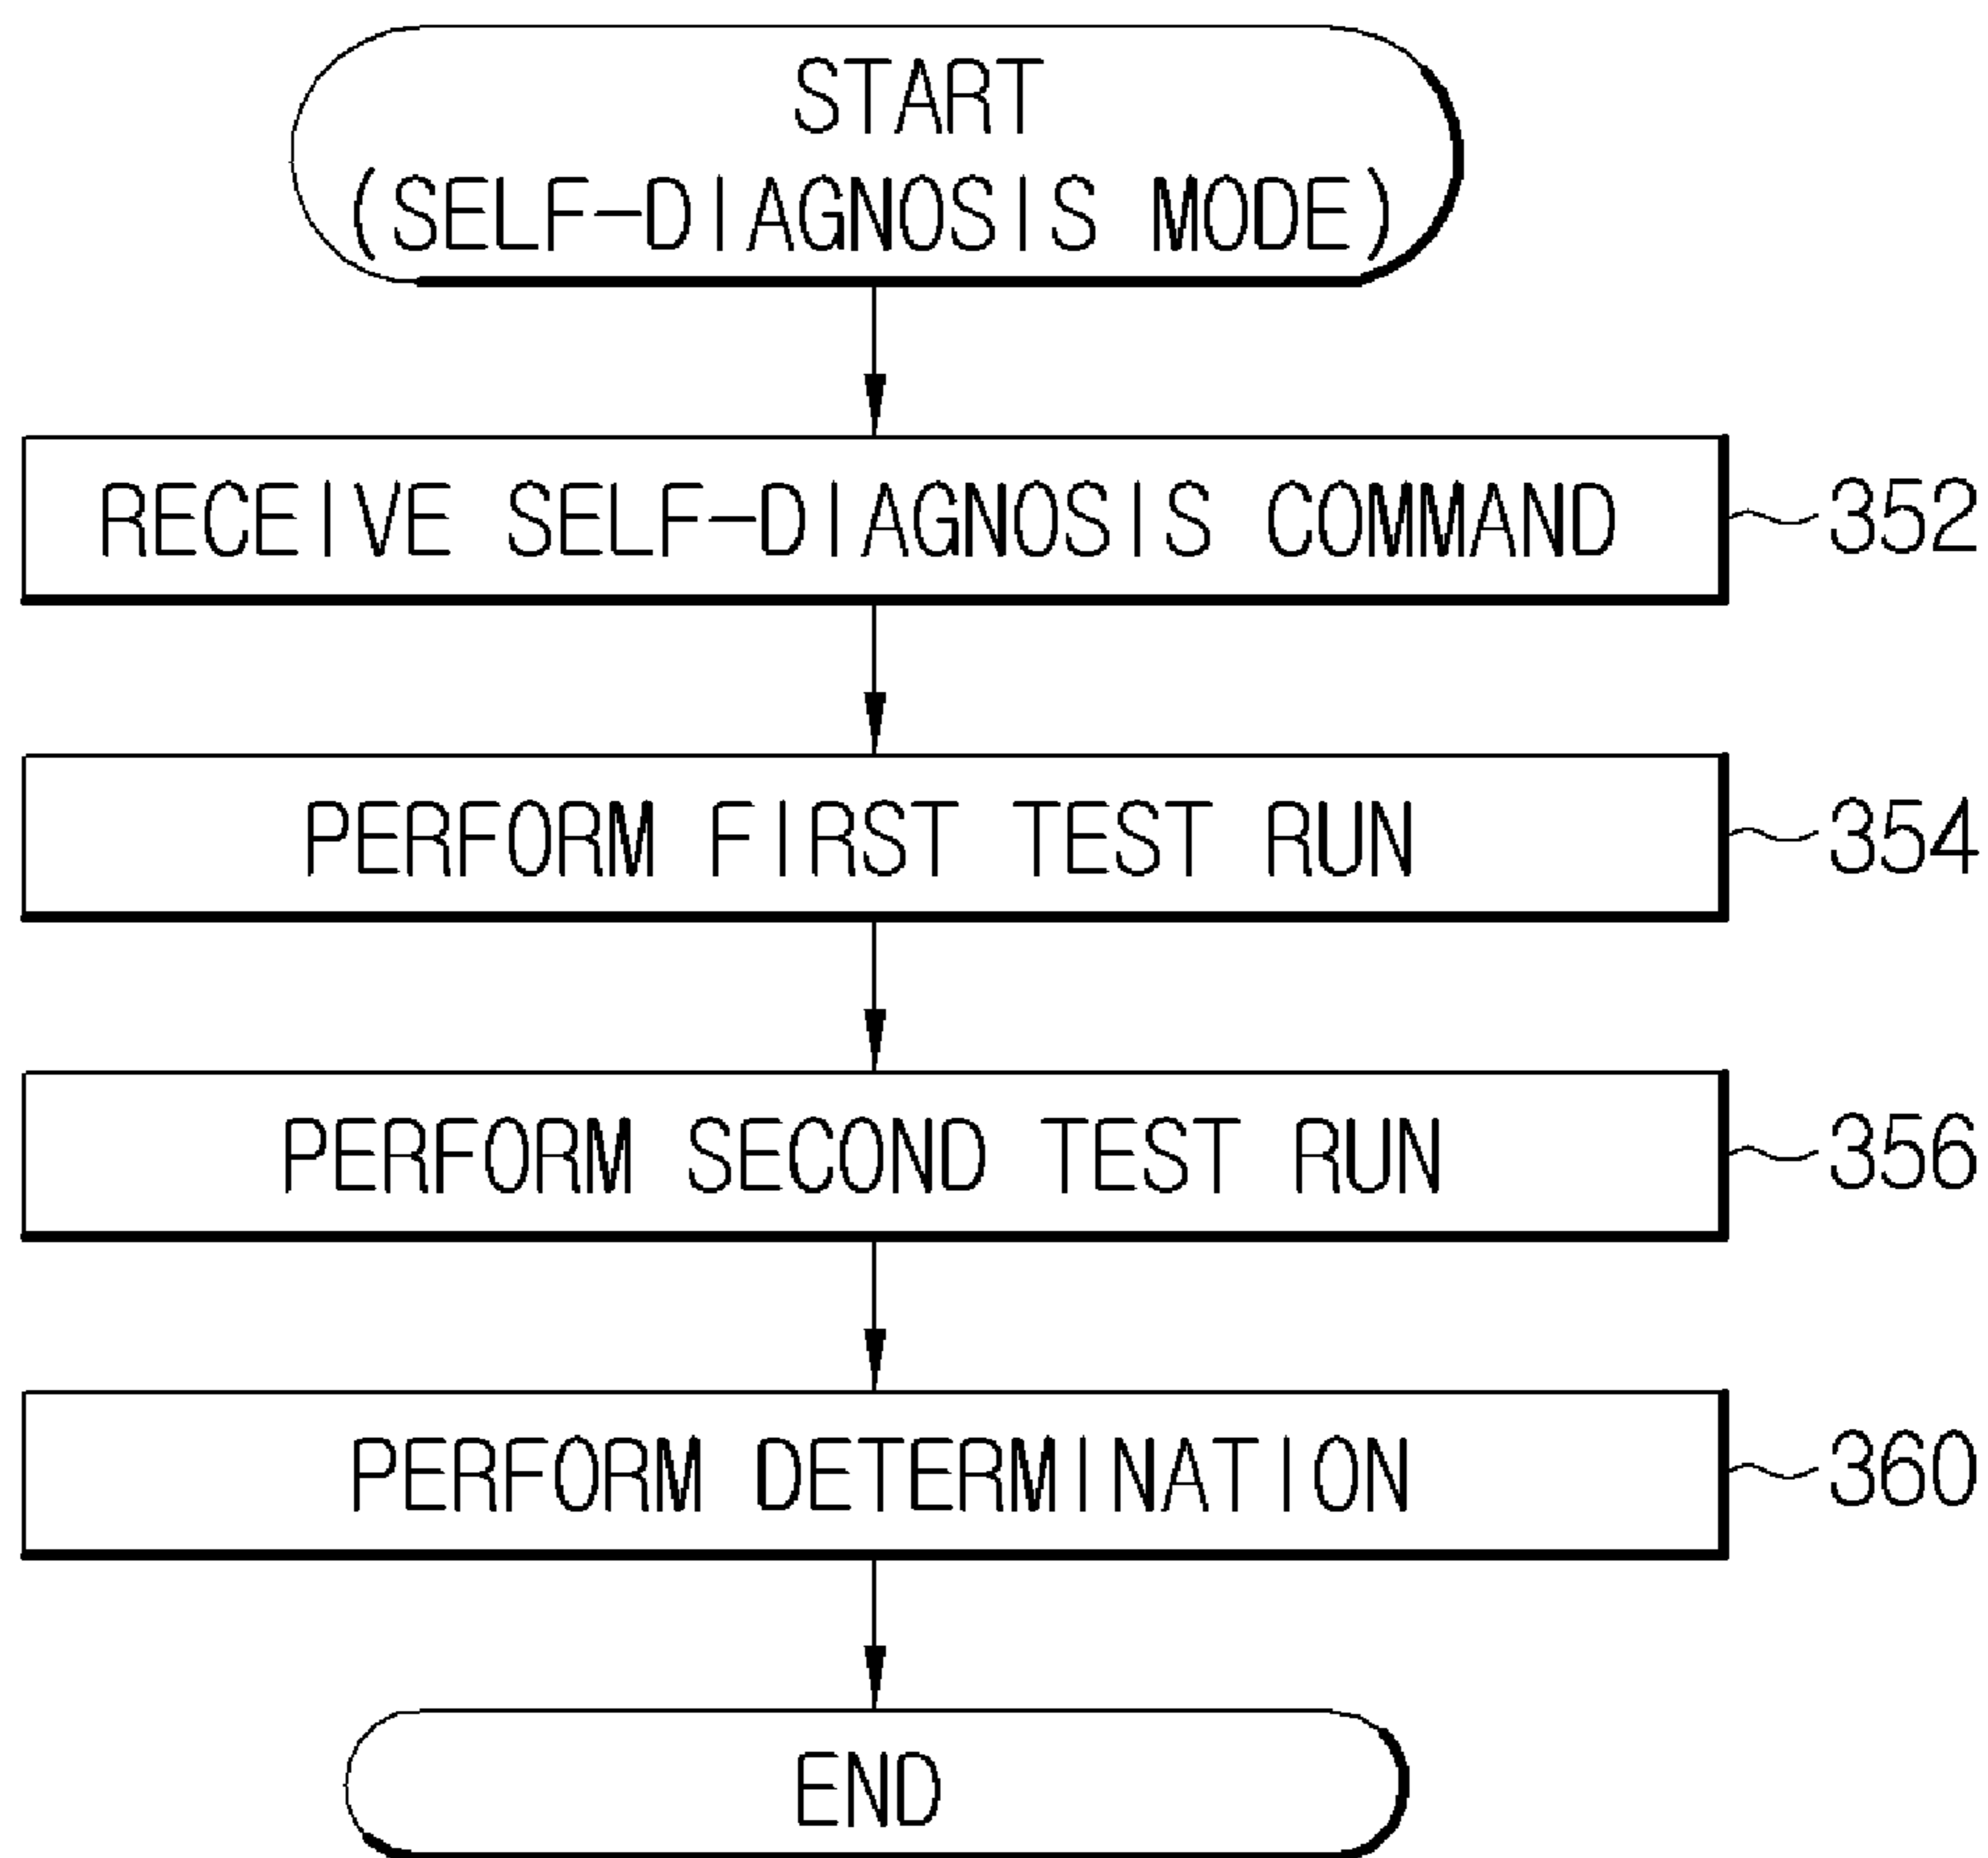 START
(SELF-DIAGNOSIS MODE)
RECEIVE SELF-DIAGNOSIS COMMAND
352
PERFORM FIRST TEST RUN
354
PERFORM SECOND TEST RUN
356
PERFORM DETERMINATION
360
END